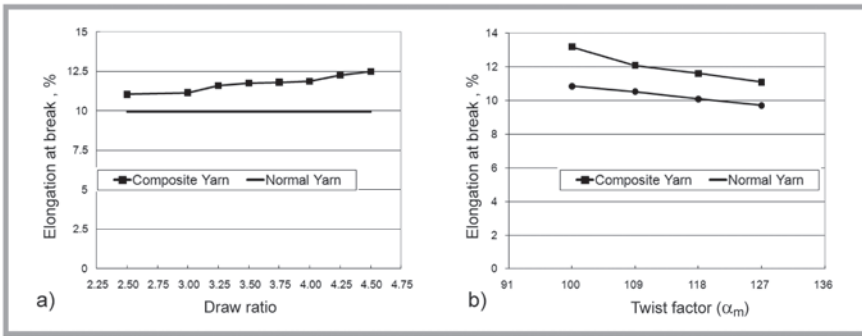 15
12.5
10
7.5
5
2.5
0
Elongation at break , %
Composite Yarn Normal Yarn
2.25 2.50 2.75 3.00 3.25 3.50 3.75 4.00 4.25 4.50 4.75
a) Draw ratio
14
12
10
8
6
4
2
0
Elongation at break , %
Composite Yarn Normal Yarn
91 100 109 118 127 136
b) Twist factor (αm)